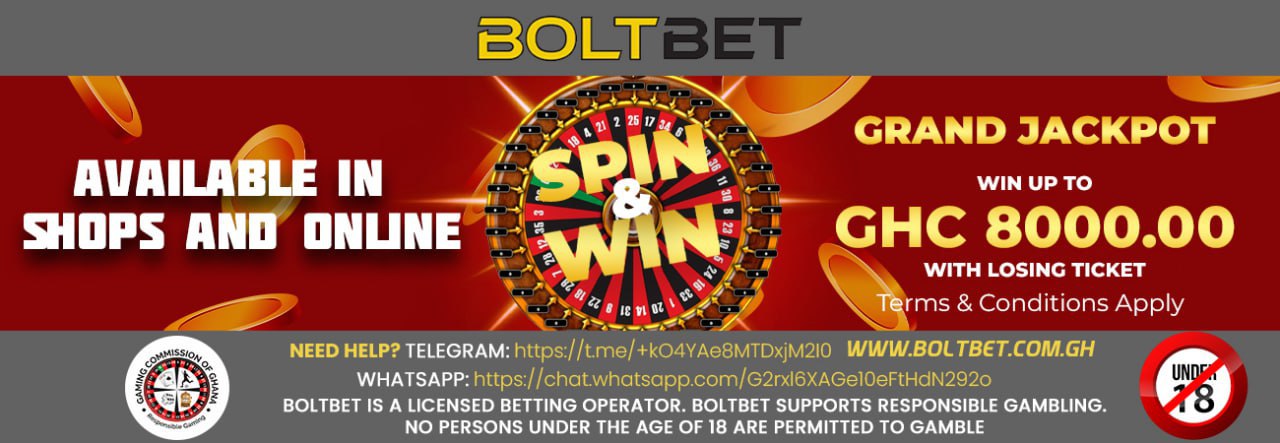 BOLTBET
AVAILABLE IN
SHOPS AND ONLINE
SPIN
&
WIN
GRAND JACKPOT
WIN UP TO
GHC 8000.00
WITH LOSING TICKET
Terms & Conditions Apply
GAMING COMMISSION OF GHANA
Responsible Gaming
NEED HELP? TELEGRAM: https://t.me/+kO4YAe8MTDxjM2I0 WWW.BOLTBET.COM.GH
WHATSAPP: https://chat.whatsapp.com/G2rxl6XAGe10eFtHdN292o
BOLTBET IS A LICENSED BETTING OPERATOR. BOLTBET SUPPORTS RESPONSIBLE GAMBLING.
NO PERSONS UNDER THE AGE OF 18 ARE PERMITTED TO GAMBLE
UNDER
18